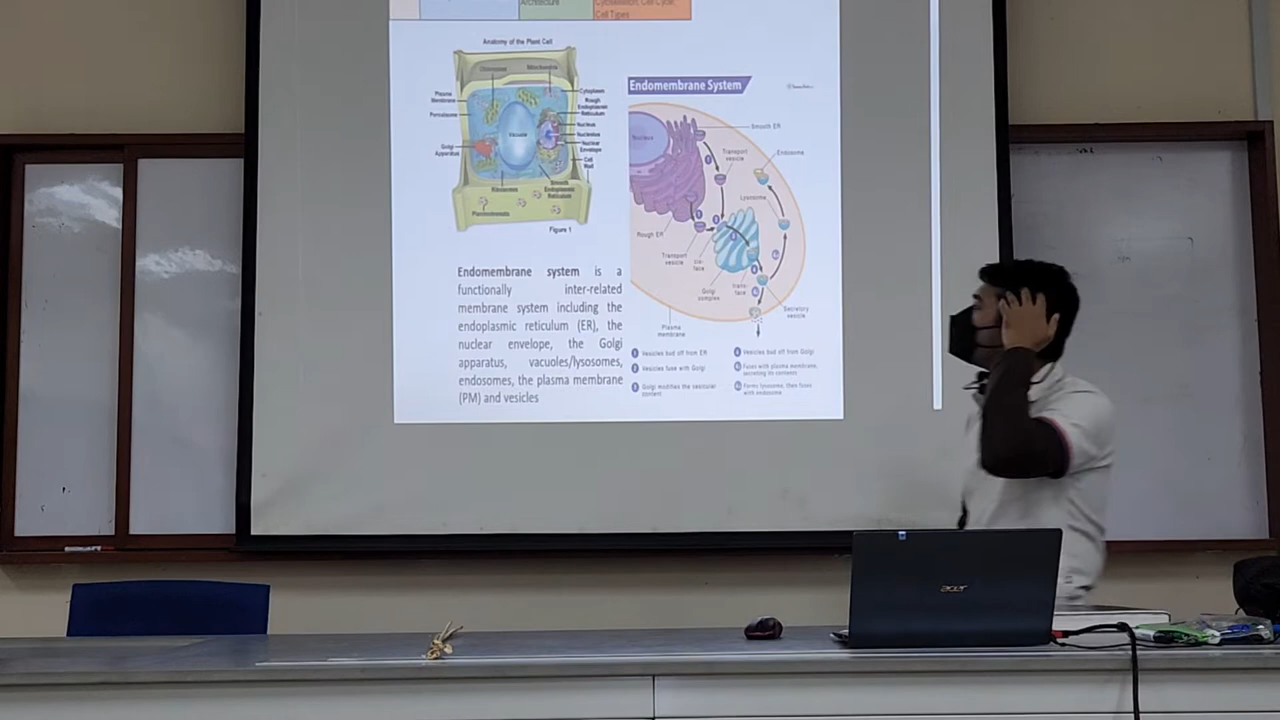 Architecture
Cytoskeleton, Cell Cycle,
Cell Types
Anatomy of the Plant Cell
Chloroplast
Mitochondria
Plasma
Membrane
Peroxisome
Golgi
Apparatus
Vacuole
Cytoplasm
Rough
Endoplasmic
Reticulum
Nucleus
Nucleolus
Nuclear
Envelope
Cell
Wall
Ribosomes
Smooth
Endoplasmic
Reticulum
Plasmodesmata
Figure 1
Endomembrane system is a
functionally inter-related
membrane system including the
endoplasmic reticulum (ER), the
nuclear envelope, the Golgi
apparatus, vacuoles/lysosomes,
endosomes, the plasma membrane
(PM) and vesicles
Endomembrane System
Nucleus
Smooth ER
Transport
vesicle
Endosome
Lysosome
Rough ER
Transport
vesicle
cis-
face
Golgi
complex
trans-
face
Secretory
vesicle
Plasma
membrane
1 Vesicles bud off from ER
2 Vesicles fuse with Golgi
3 Golgi modifies the vesicular
content
4 Vesicles bud off from Golgi
Fuses with plasma membrane,
secreting its contents
Forms lysosome, then fuses
with endosome
acer